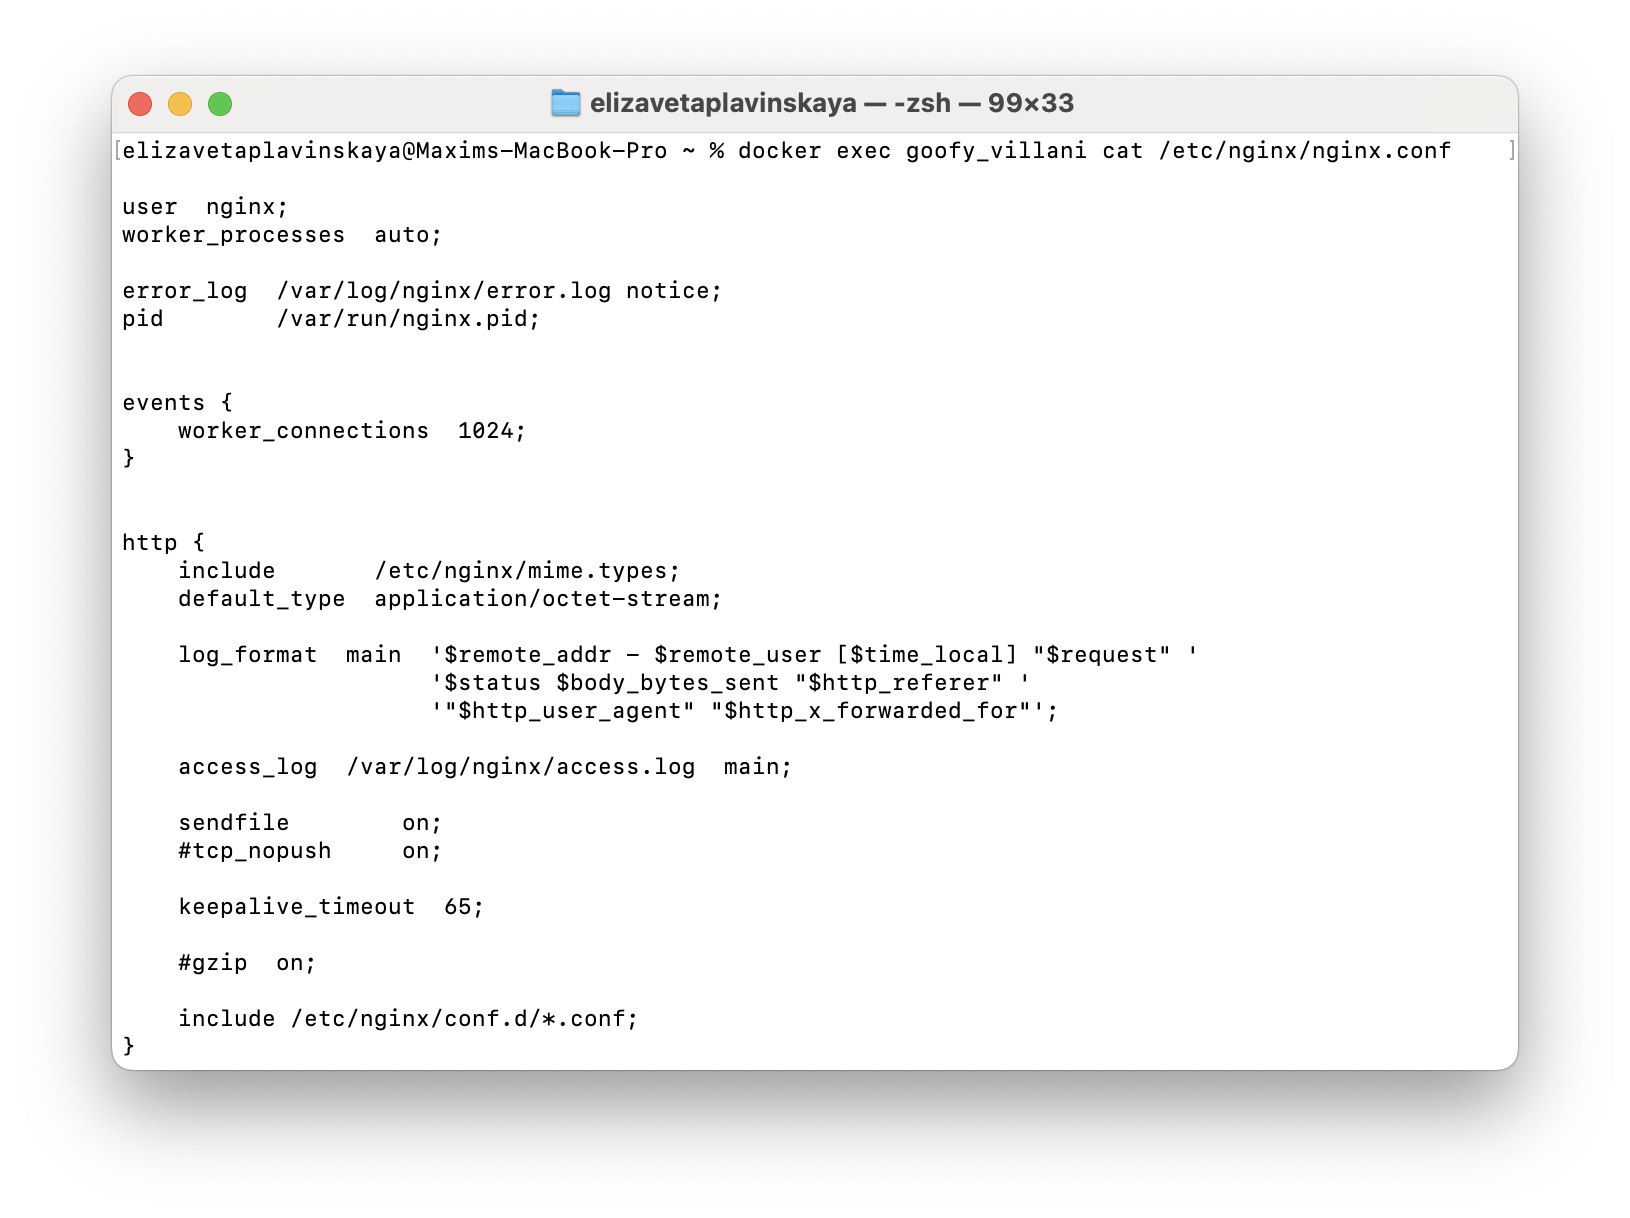 elizavetaplavinskaya — -zsh — 99×33
[elizavetaplavinskaya@Maxims-MacBook-Pro ~ % docker exec goofy_villani cat /etc/nginx/nginx.conf    ]

user  nginx;
worker_processes  auto;

error_log  /var/log/nginx/error.log notice;
pid        /var/run/nginx.pid;


events {
    worker_connections  1024;
}


http {
    include       /etc/nginx/mime.types;
    default_type  application/octet-stream;

    log_format  main  '$remote_addr - $remote_user [$time_local] "$request" '
                      '$status $body_bytes_sent "$http_referer" '
                      '"$http_user_agent" "$http_x_forwarded_for"';

    access_log  /var/log/nginx/access.log  main;

    sendfile        on;
    #tcp_nopush     on;

    keepalive_timeout  65;

    #gzip  on;

    include /etc/nginx/conf.d/*.conf;
}